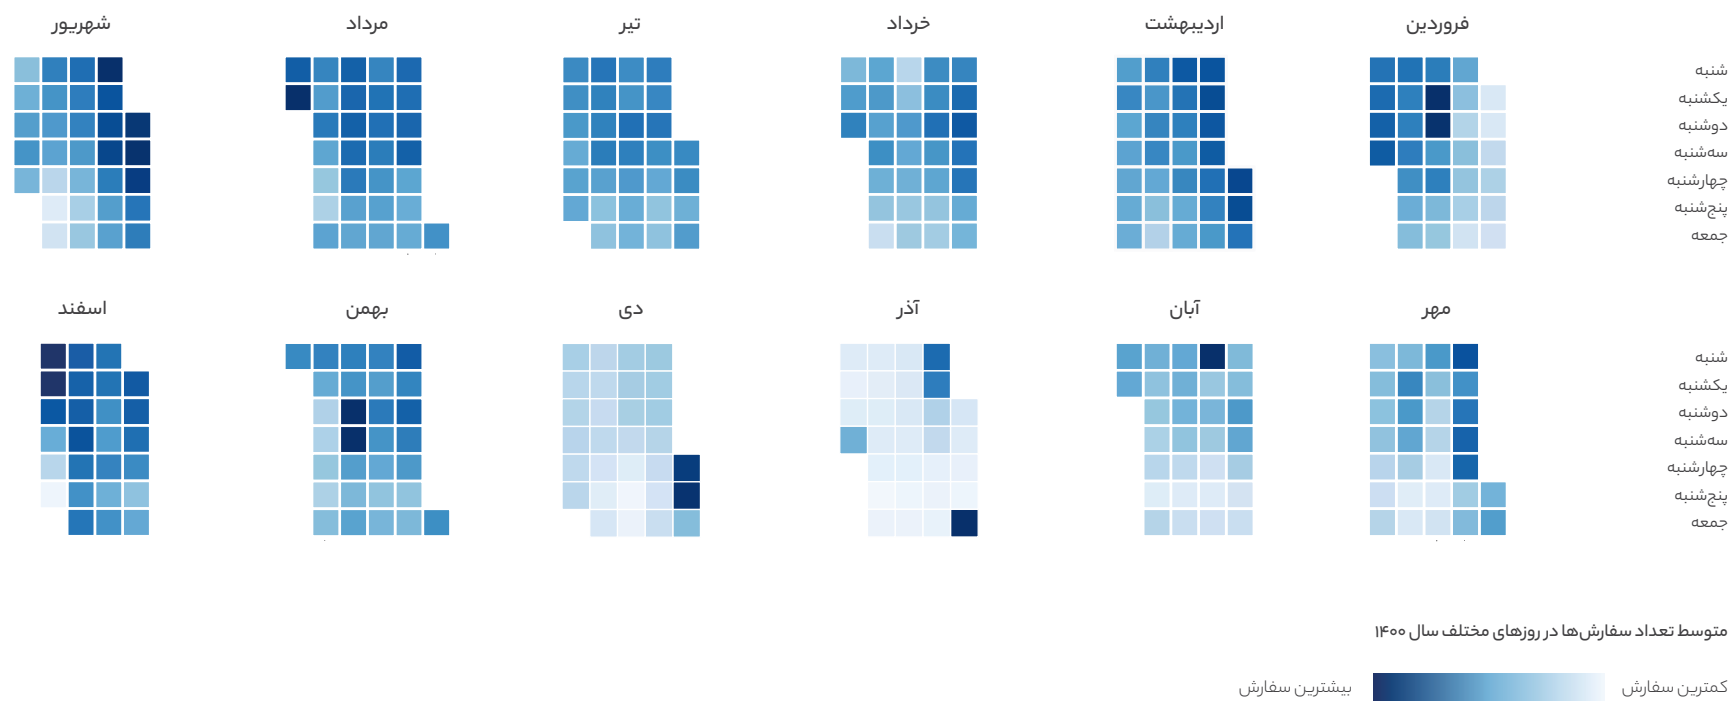 فروردین
اردیبهشت
خرداد
تیر
مرداد
شهریور
شنبه
یکشنبه
دوشنبه
سه‌شنبه
چهارشنبه
پنج‌شنبه
جمعه
مهر
آبان
آذر
دی
بهمن
اسفند
شنبه
یکشنبه
دوشنبه
سه‌شنبه
چهارشنبه
پنج‌شنبه
جمعه
متوسط تعداد سفارش‌ها در روزهای مختلف سال ۱۴۰۰
کمترین سفارش
بیشترین سفارش